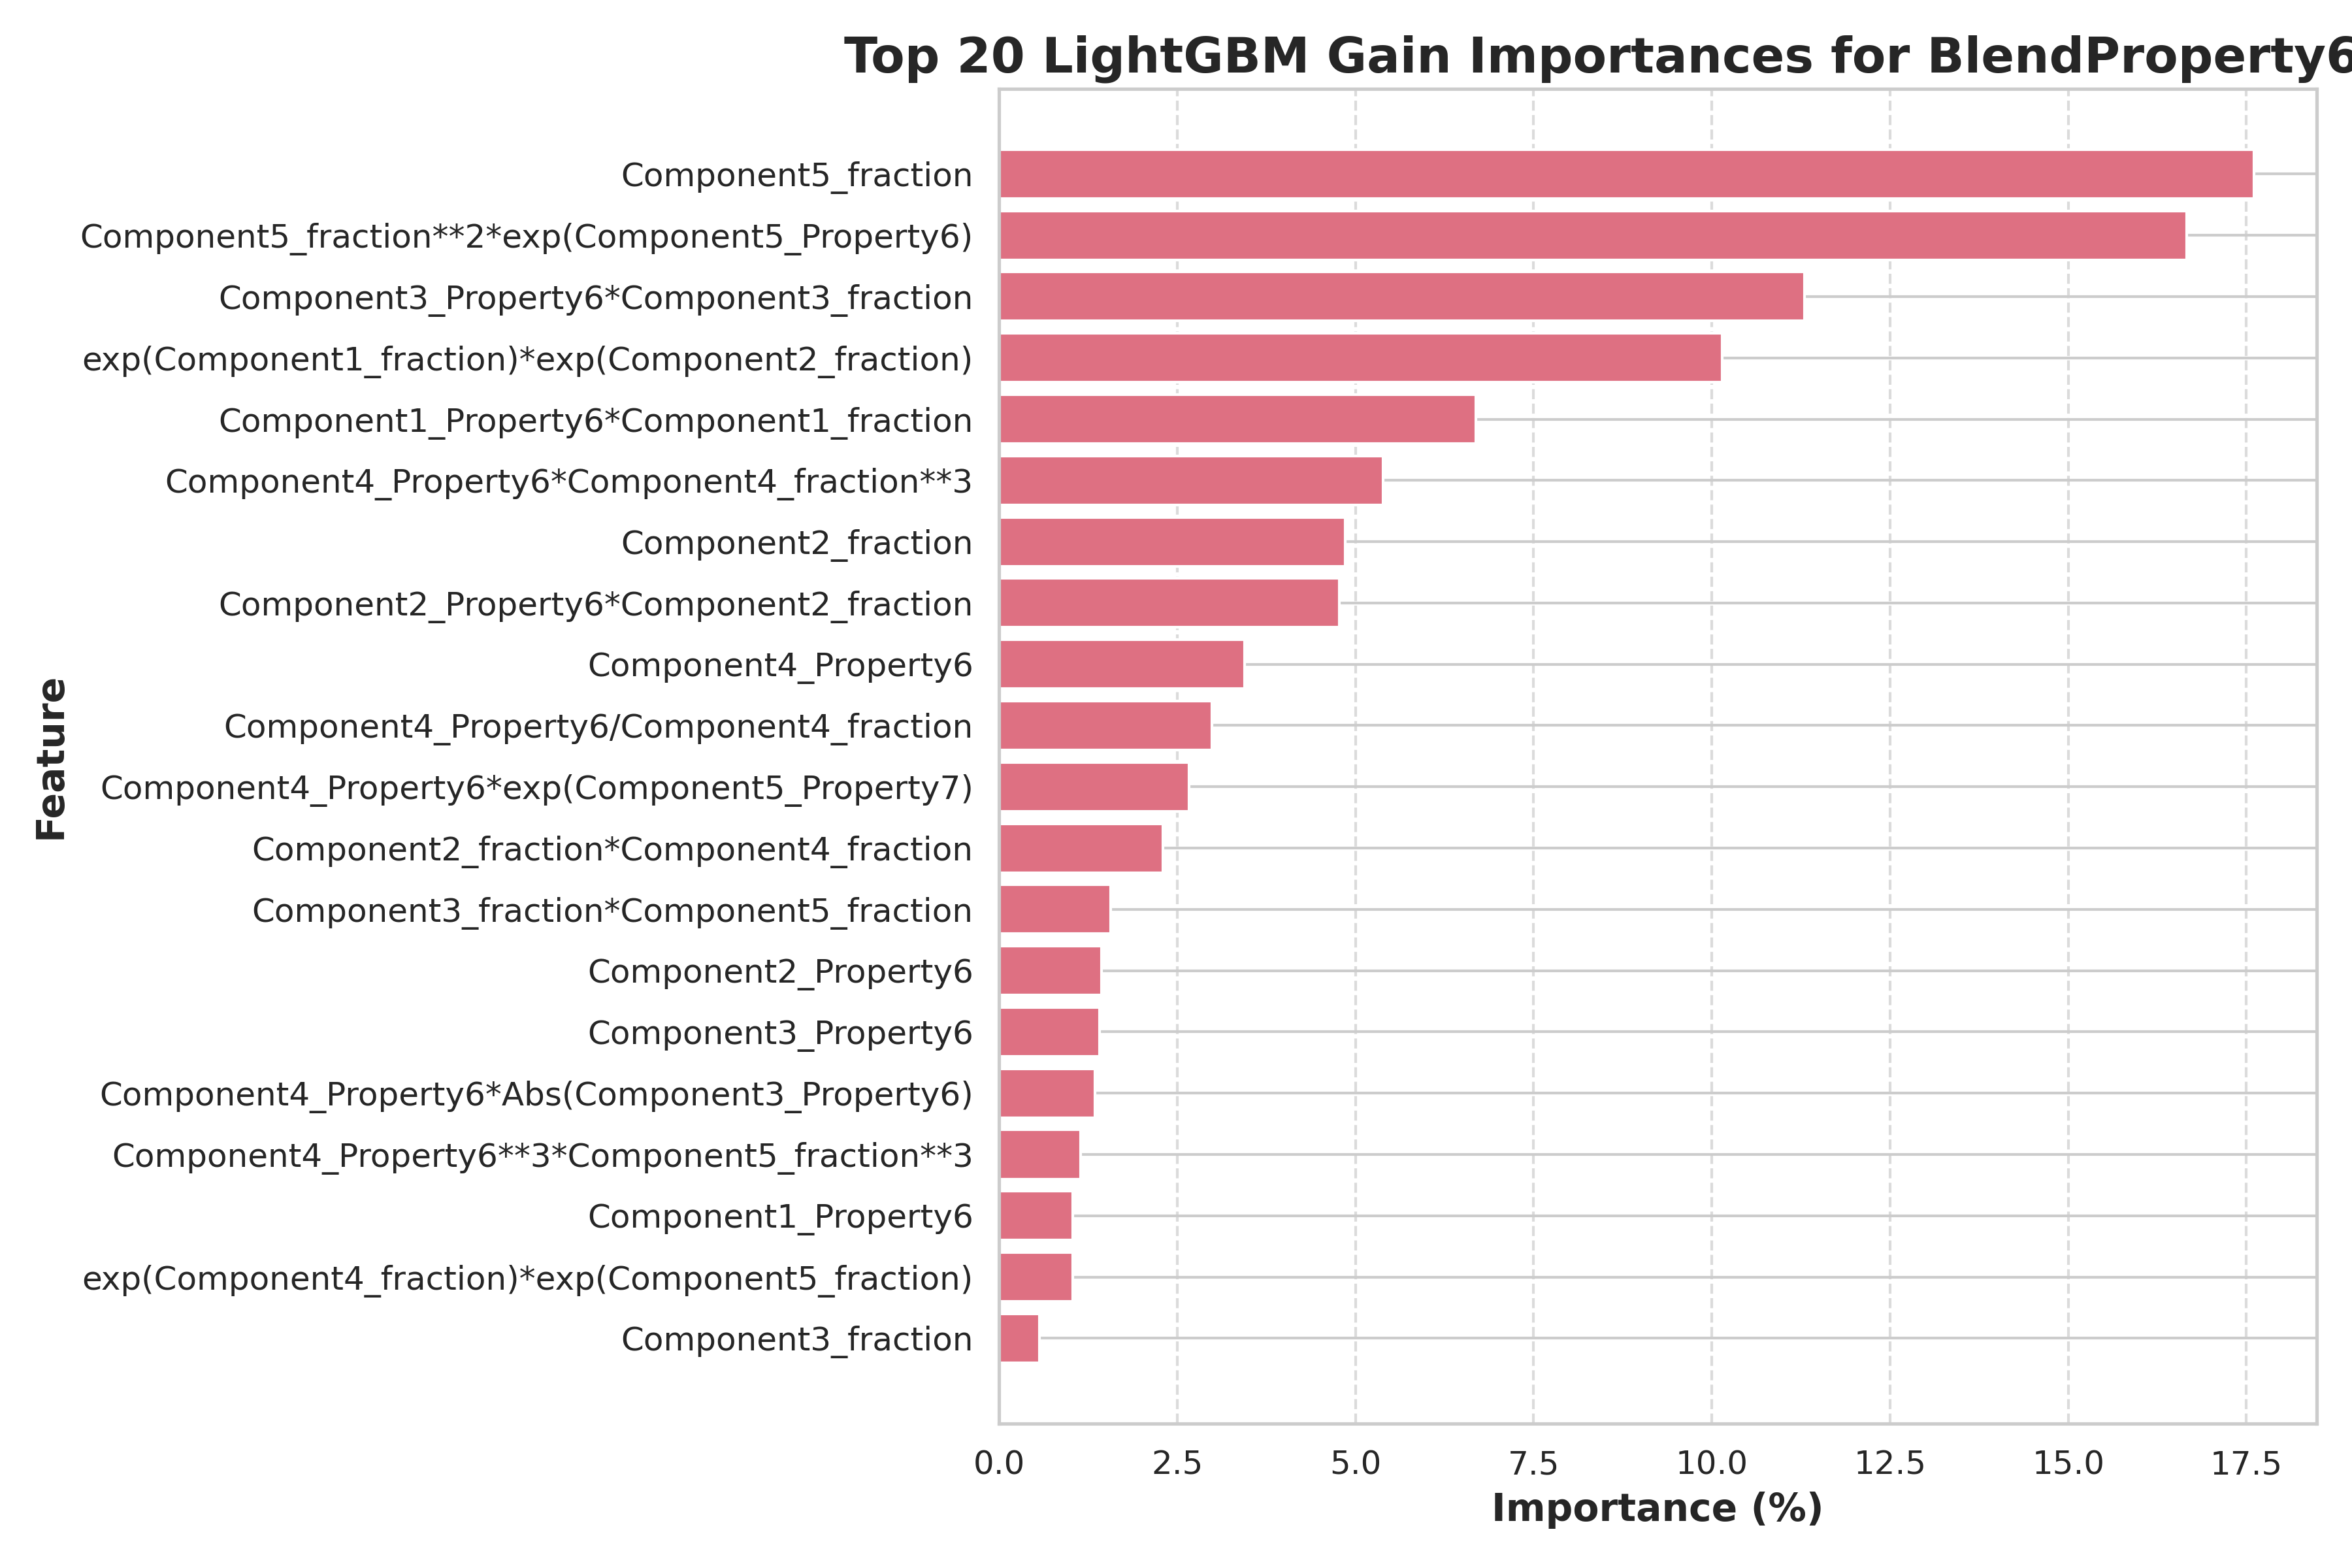 Top 20 LightGBM Gain Importances for BlendProperty6
Feature
Component5_fraction
Component5_fraction**2*exp(Component5_Property6)
Component3_Property6*Component3_fraction
exp(Component1_fraction)*exp(Component2_fraction)
Component1_Property6*Component1_fraction
Component4_Property6*Component4_fraction**3
Component2_fraction
Component2_Property6*Component2_fraction
Component4_Property6
Component4_Property6/Component4_fraction
Component4_Property6*exp(Component5_Property7)
Component2_fraction*Component4_fraction
Component3_fraction*Component5_fraction
Component2_Property6
Component3_Property6
Component4_Property6*Abs(Component3_Property6)
Component4_Property6**3*Component5_fraction**3
Component1_Property6
exp(Component4_fraction)*exp(Component5_fraction)
Component3_fraction
0.0 2.5 5.0 7.5 10.0 12.5 15.0 17.5
Importance (%)